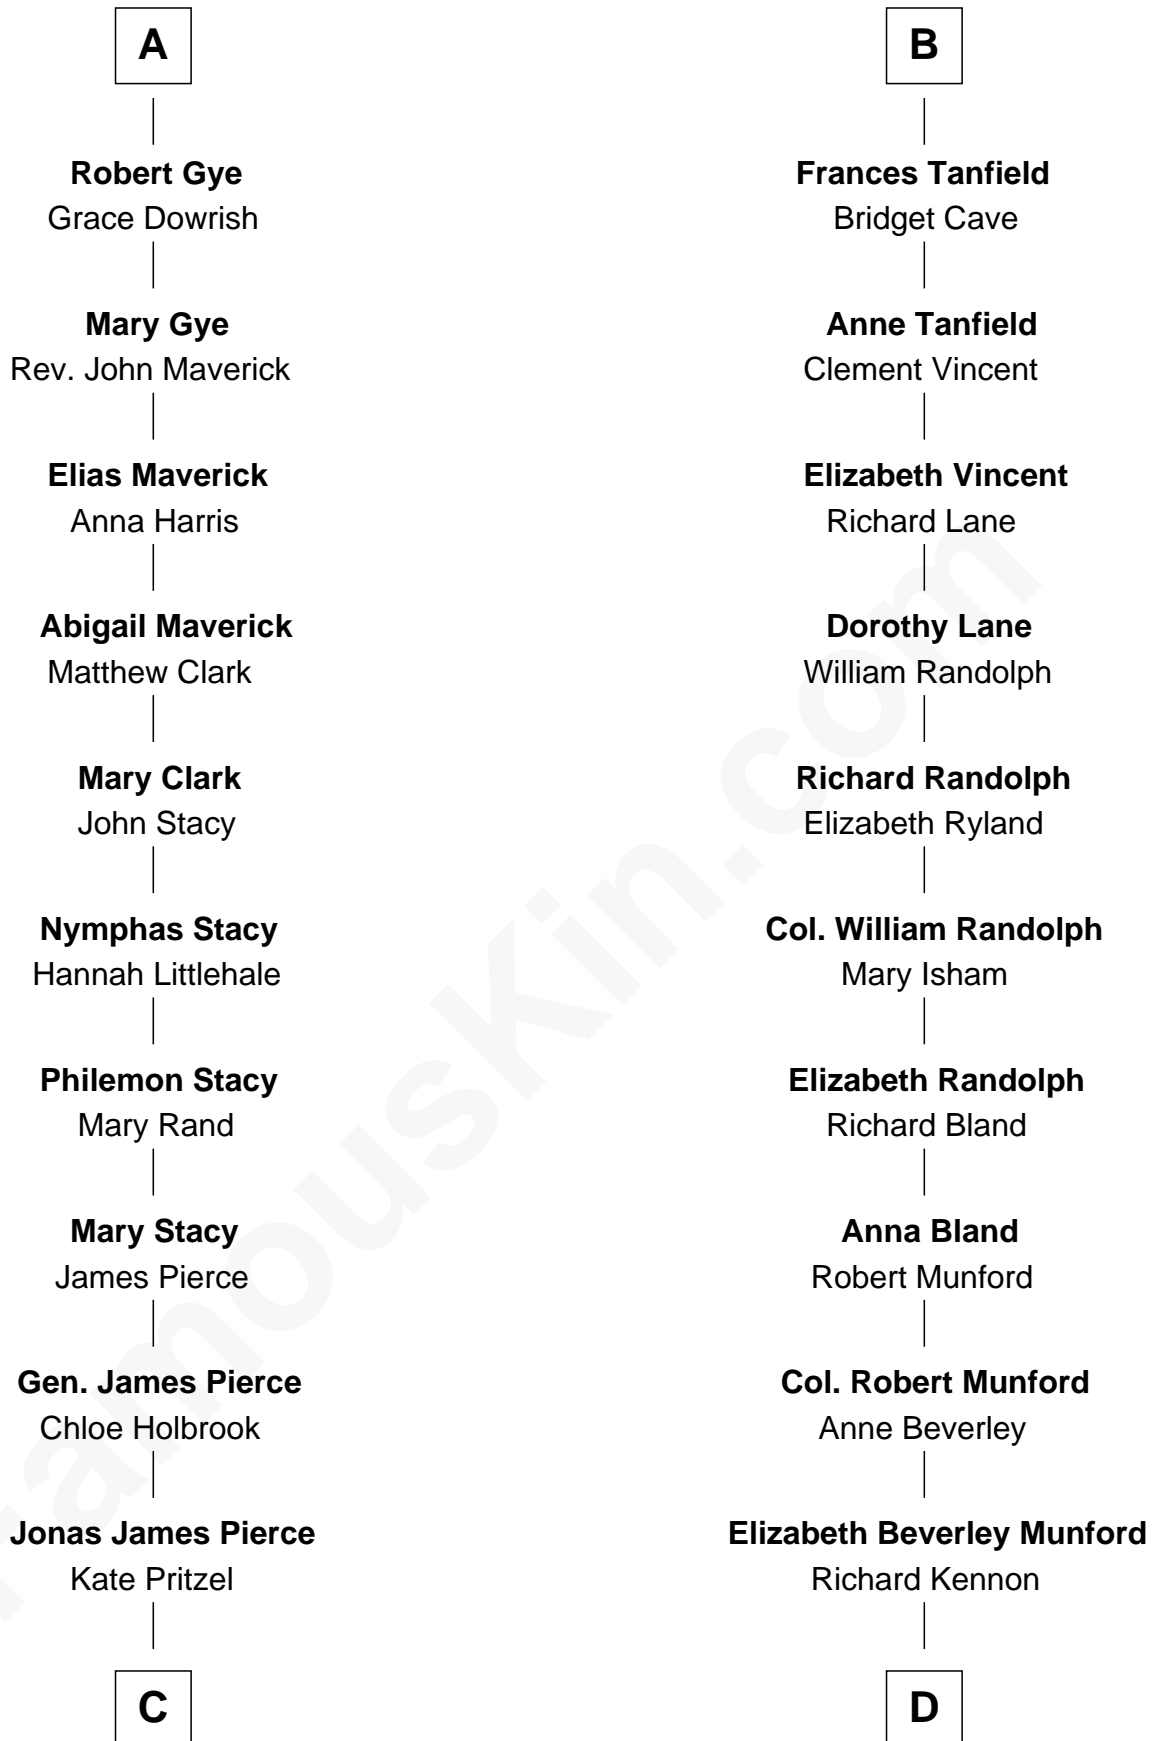 A
Robert Gye
Grace Dowrish
Mary Gye
Rev. John Maverick
Elias Maverick
Anna Harris
Abigail Maverick
Matthew Clark
Mary Clark
John Stacy
Nymphas Stacy
Hannah Littlehale
Philemon Stacy
Mary Rand
Mary Stacy
James Pierce
Gen. James Pierce
Chloe Holbrook
Jonas James Pierce
Kate Pritzel
C
B
Frances Tanfield
Bridget Cave
Anne Tanfield
Clement Vincent
Elizabeth Vincent
Richard Lane
Dorothy Lane
William Randolph
Richard Randolph
Elizabeth Ryland
Col. William Randolph
Mary Isham
Elizabeth Randolph
Richard Bland
Anna Bland
Robert Munford
Col. Robert Munford
Anne Beverley
Elizabeth Beverley Munford
Richard Kennon
D
FamousKin.com